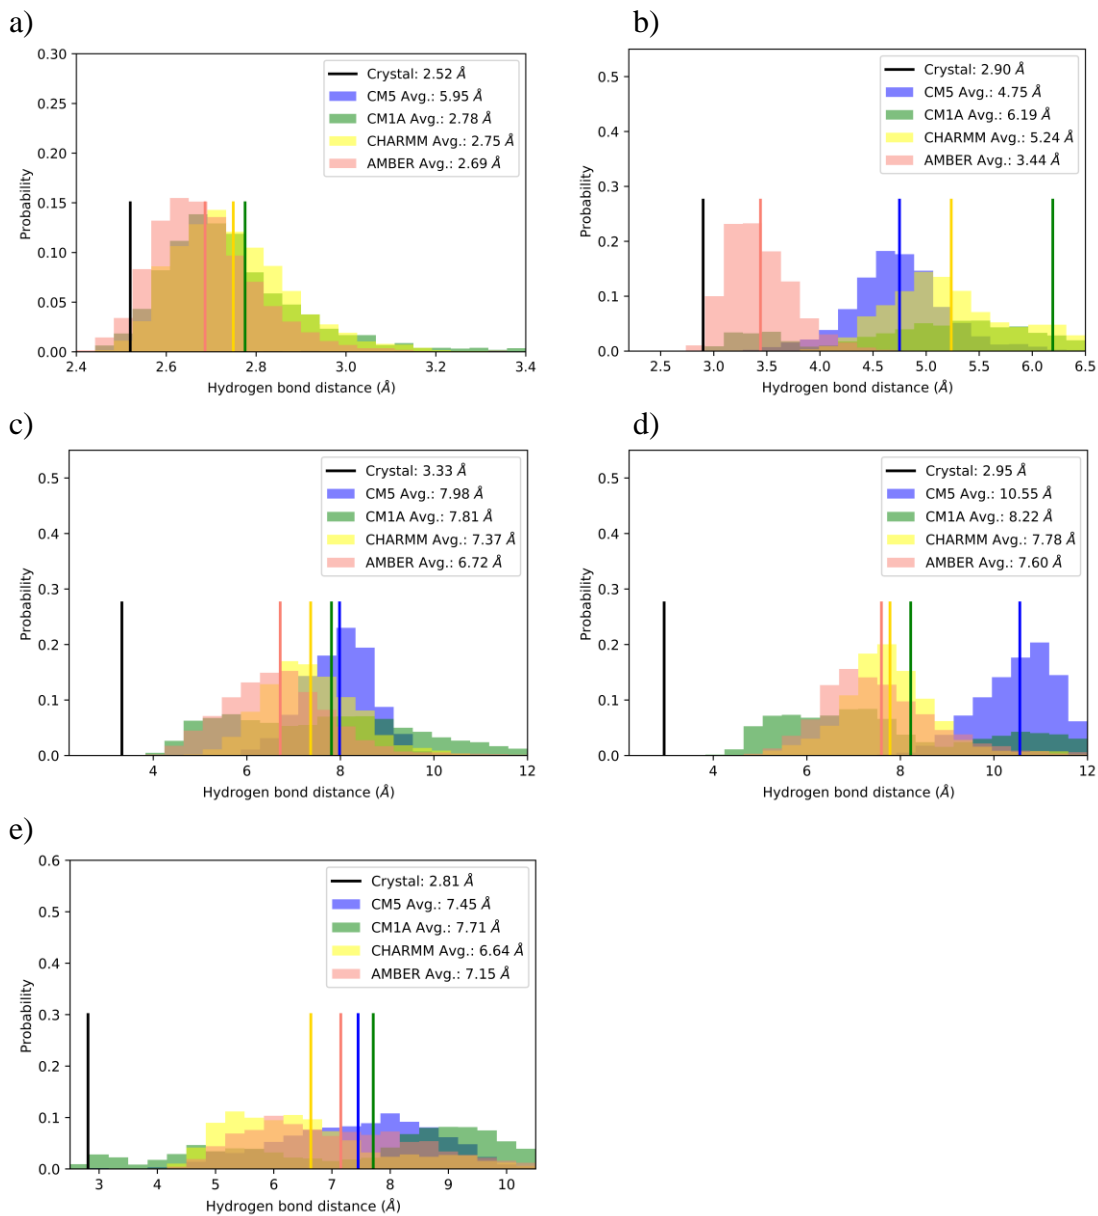 a)
0.30
0.25
0.20
0.15
0.10
0.05
0.00
Probability
2.4 2.6 2.8 3.0 3.2 3.4
Hydrogen bond distance (Å)
Crystal: 2.52 Å
CM5 Avg.: 5.95 Å
CM1A Avg.: 2.78 Å
CHARMM Avg.: 2.75 Å
AMBER Avg.: 2.69 Å
b)
0.5
0.4
0.3
0.2
0.1
0.0
Probability
2.5 3.0 3.5 4.0 4.5 5.0 5.5 6.0 6.5
Hydrogen bond distance (Å)
Crystal: 2.90 Å
CM5 Avg.: 4.75 Å
CM1A Avg.: 6.19 Å
CHARMM Avg.: 5.24 Å
AMBER Avg.: 3.44 Å
c)
0.5
0.4
0.3
0.2
0.1
0.0
Probability
4 6 8 10 12
Hydrogen bond distance (Å)
Crystal: 3.33 Å
CM5 Avg.: 7.98 Å
CM1A Avg.: 7.81 Å
CHARMM Avg.: 7.37 Å
AMBER Avg.: 6.72 Å
d)
0.5
0.4
0.3
0.2
0.1
0.0
Probability
4 6 8 10 12
Hydrogen bond distance (Å)
Crystal: 2.95 Å
CM5 Avg.: 10.55 Å
CM1A Avg.: 8.22 Å
CHARMM Avg.: 7.78 Å
AMBER Avg.: 7.60 Å
e)
0.6
0.5
0.4
0.3
0.2
0.1
0.0
Probability
3 4 5 6 7 8 9 10
Hydrogen bond distance (Å)
Crystal: 2.81 Å
CM5 Avg.: 7.45 Å
CM1A Avg.: 7.71 Å
CHARMM Avg.: 6.64 Å
AMBER Avg.: 7.15 Å